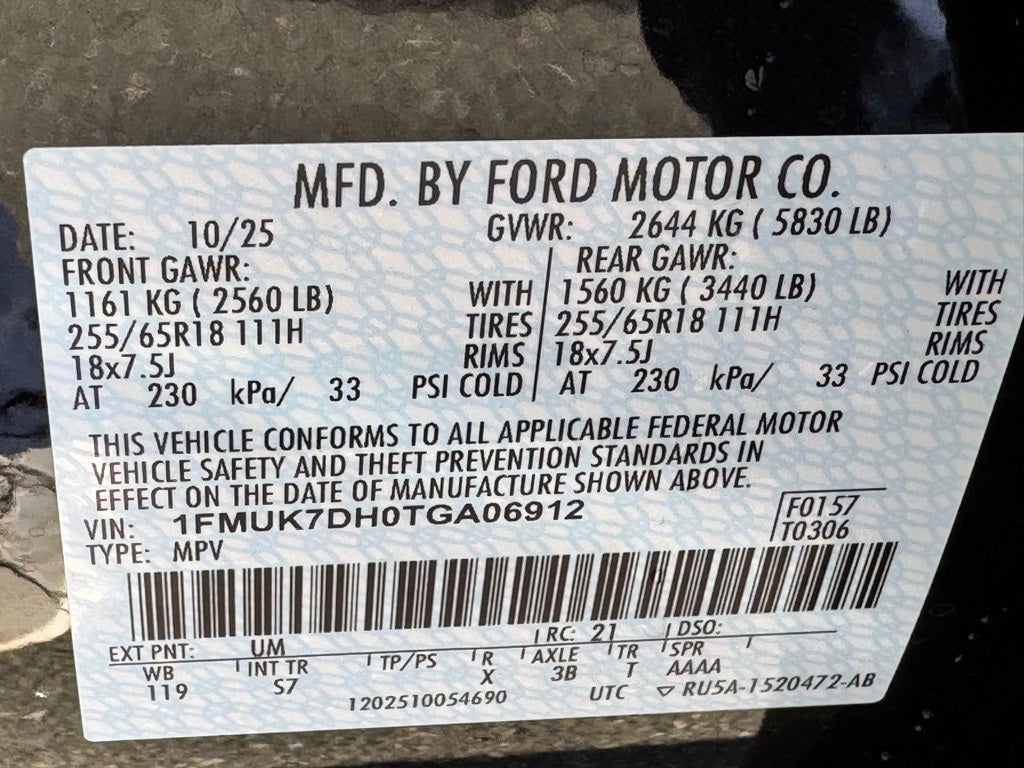 MFD. BY FORD MOTOR CO.
DATE: 10/25 GVWR: 2644 KG ( 5830 LB)
FRONT GAWR: REAR GAWR:
1161 KG ( 2560 LB) WITH 1560 KG ( 3440 LB) WITH
255/65R18 111H TIRES 255/65R18 111H TIRES
18x7.5J RIMS 18x7.5J RIMS
AT 230 kPa/ 33 PSI COLD AT 230 kPa/ 33 PSI COLD
THIS VEHICLE CONFORMS TO ALL APPLICABLE FEDERAL MOTOR
VEHICLE SAFETY AND THEFT PREVENTION STANDARDS IN
EFFECT ON THE DATE OF MANUFACTURE SHOWN ABOVE.
VIN: 1FMUK7DH0TGA06912 F0157
TYPE: MPV T0306
EXT PNT: UM RC: 21 DSO:
WB INT TR TP/PS R AXLE TR SPR
119 S7 X 3B T AAAA
1202510054690 UTC ▽ RU5A-1520472-AB